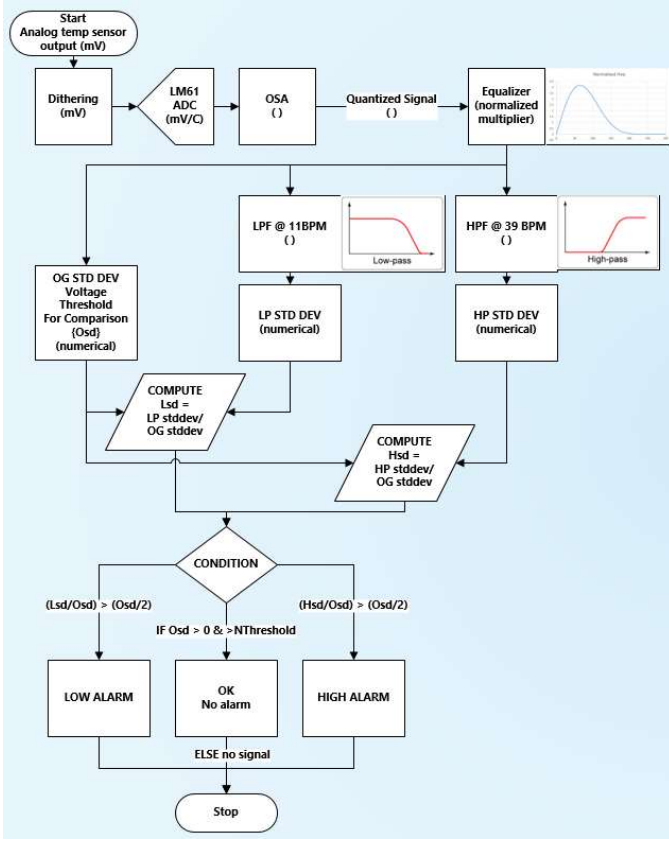 Start
Analog temp sensor
output (mV)
Dithering
(mV)
LM61
ADC
(mV/C)
OSA
( )
Quantized Signal
( )
Equalizer
(normalized
multiplier)
LPF @ 11BPM
( )
Low-pass
HPF @ 39 BPM
( )
High-pass
OG STD DEV
Voltage
Threshold
For Comparison
{Osd}
(numerical)
LP STD DEV
(numerical)
HP STD DEV
(numerical)
COMPUTE
Lsd =
LP stddev/
OG stddev
COMPUTE
Hsd =
HP stddev/
OG stddev
CONDITION
(Lsd/Osd) > (Osd/2)
(Hsd/Osd) > (Osd/2)
IF Osd > 0 & >NThreshold
LOW ALARM
OK
No alarm
HIGH ALARM
ELSE no signal
Stop